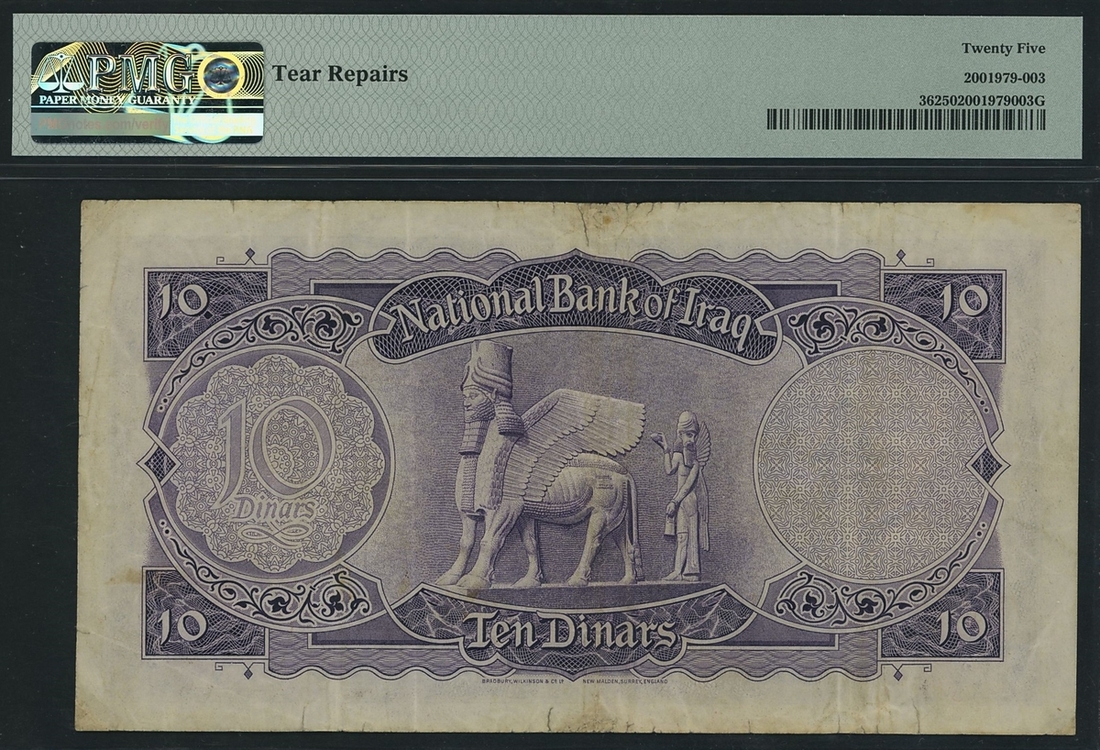 PMG
PAPER MONEY GUARANTY
Tear Repairs
Twenty Five
2001979-003
362502001979003G
10
National Bank of Iraq
10
10
Dinars
10
Ten Dinars
10
BRADBURY, WILKINSON & Co. Ld. NEW MALDEN, SURREY, ENGLAND